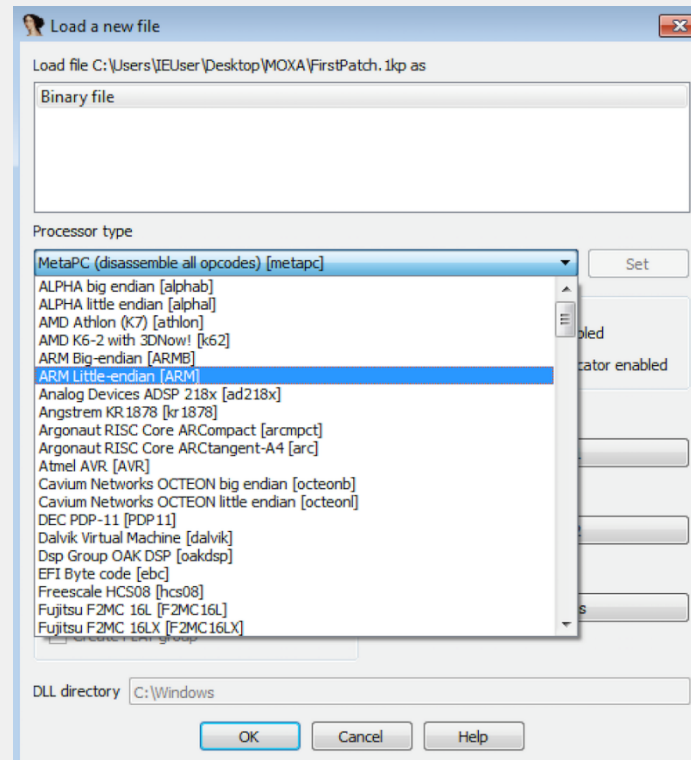 Load a new file
Load file C:\Users\IEUser\Desktop\MOXA\FirstPatch.1kp as
Binary file
Processor type
MetaPC (disassemble all opcodes) [metapc]
Set
ALPHA big endian [alphab]
ALPHA little endian [alphal]
AMD Athlon (K7) [athlon]
AMD K6-2 with 3DNow! [k62]
ARM Big-endian [ARMB]
ARM Little-endian [ARM]
Analog Devices ADSP 218x [ad218x]
Angstrem KR1878 [kr1878]
Argonaut RISC Core ARCompact [arcmpct]
Argonaut RISC Core ARCtangent-A4 [arc]
Atmel AVR [AVR]
Cavium Networks OCTEON big endian [octeonb]
Cavium Networks OCTEON little endian [octeonl]
DEC PDP-11 [PDP11]
Dalvik Virtual Machine [dalvik]
Dsp Group OAK DSP [oakdsp]
EFI Byte code [ebc]
Freescale HCS08 [hcs08]
Fujitsu F2MC 16L [F2MC16L]
Fujitsu F2MC 16LX [F2MC16LX]
bled
cator enabled
s
DLL directory C:\Windows
OK Cancel Help